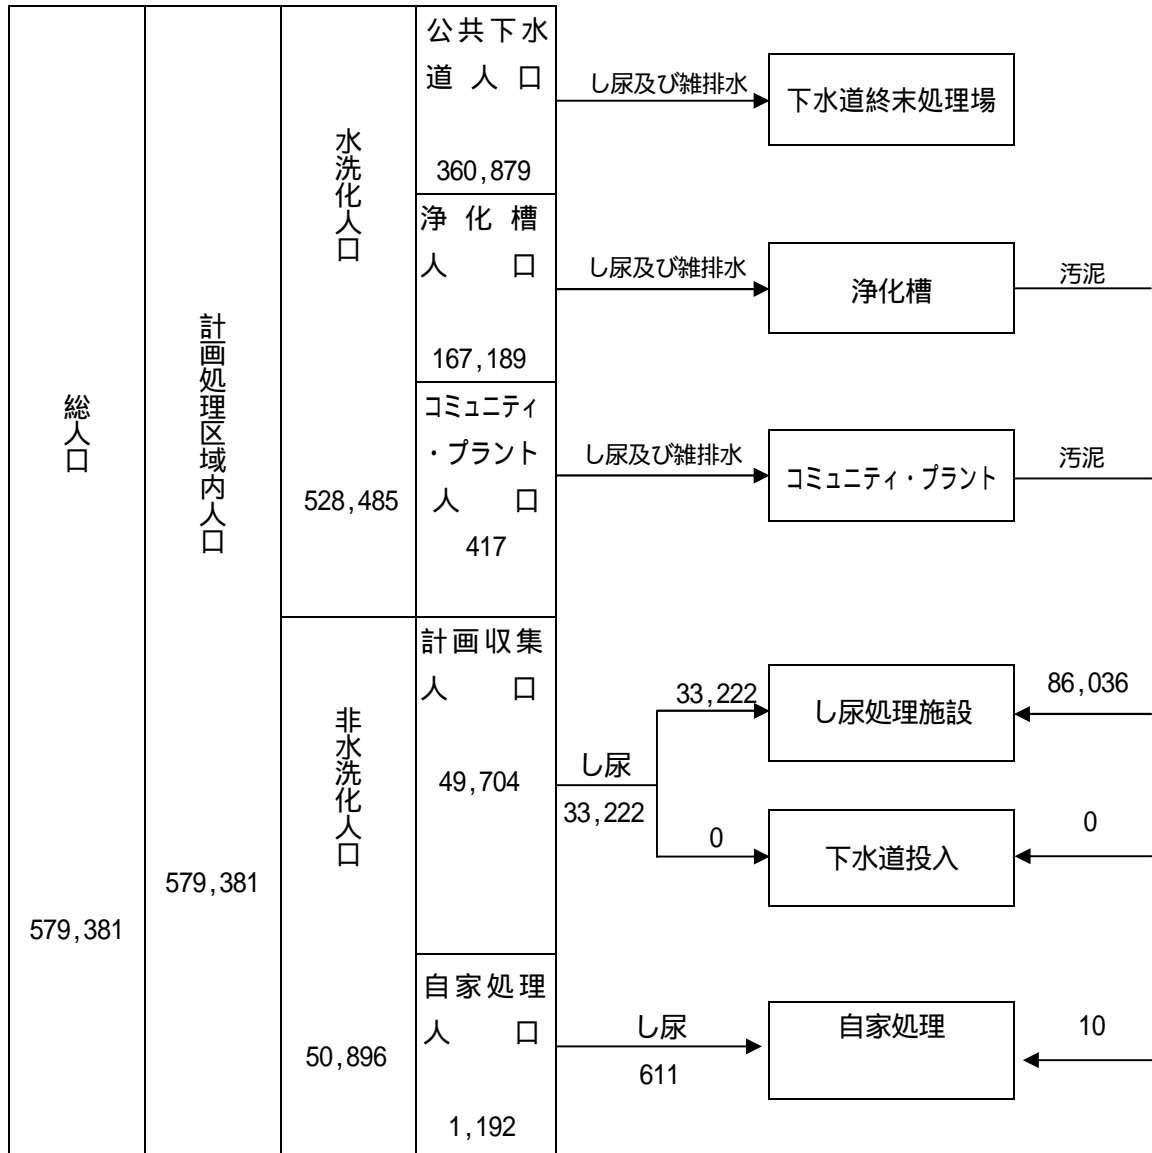 総人口
579,381
計画処理区域内人口
579,381
水洗化人口
528,485
非水洗化人口
50,896
公共下水
道人口
360,879
浄化槽
人口
167,189
コミュニティ
・プラント
人口
417
計画収集
人口
49,704
自家処理
人口
1,192
し尿及び雑排水
下水道終末処理場
し尿及び雑排水
浄化槽
汚泥
し尿及び雑排水
コミュニティ・プラント
汚泥
し尿
33,222
33,222
し尿処理施設
86,036
0
下水道投入
0
し尿
611
自家処理
10